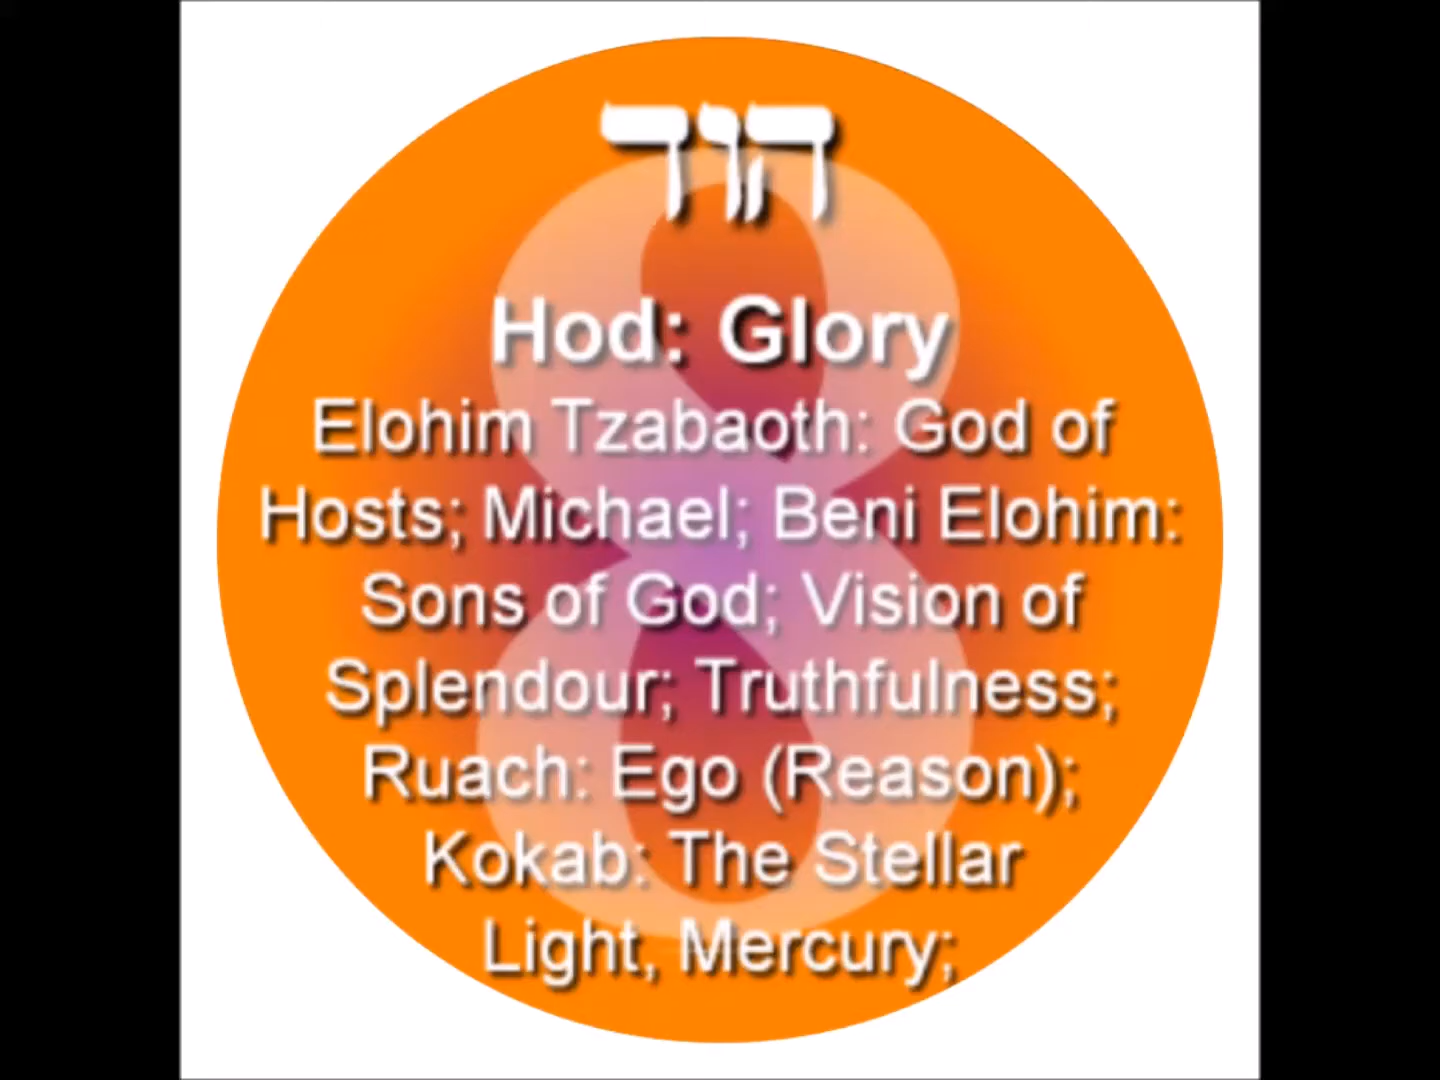 הוד
8
Hod: Glory
Elohim Tzabaoth: God of
Hosts; Michael; Beni Elohim:
Sons of God; Vision of
Splendour; Truthfulness;
Ruach: Ego (Reason);
Kokab: The Stellar
Light, Mercury;